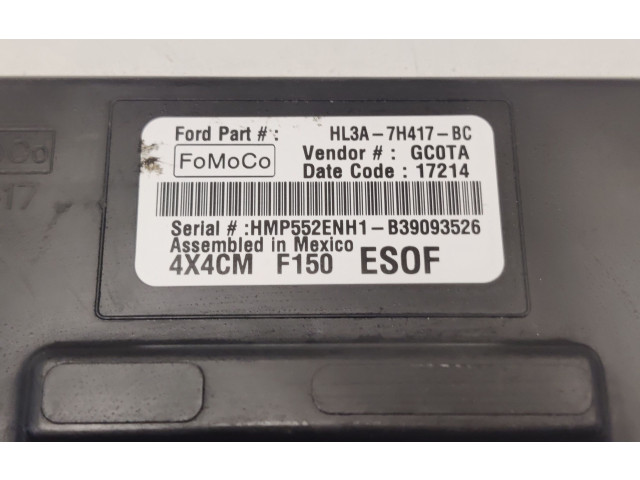 Ford Part # : HL3A-7H417-BC
FoMoCo Vendor # : GC0TA
Date Code : 17214
Serial # :HMP552ENH1-B39093526
Assembled in Mexico
4X4CM F150 ESOF